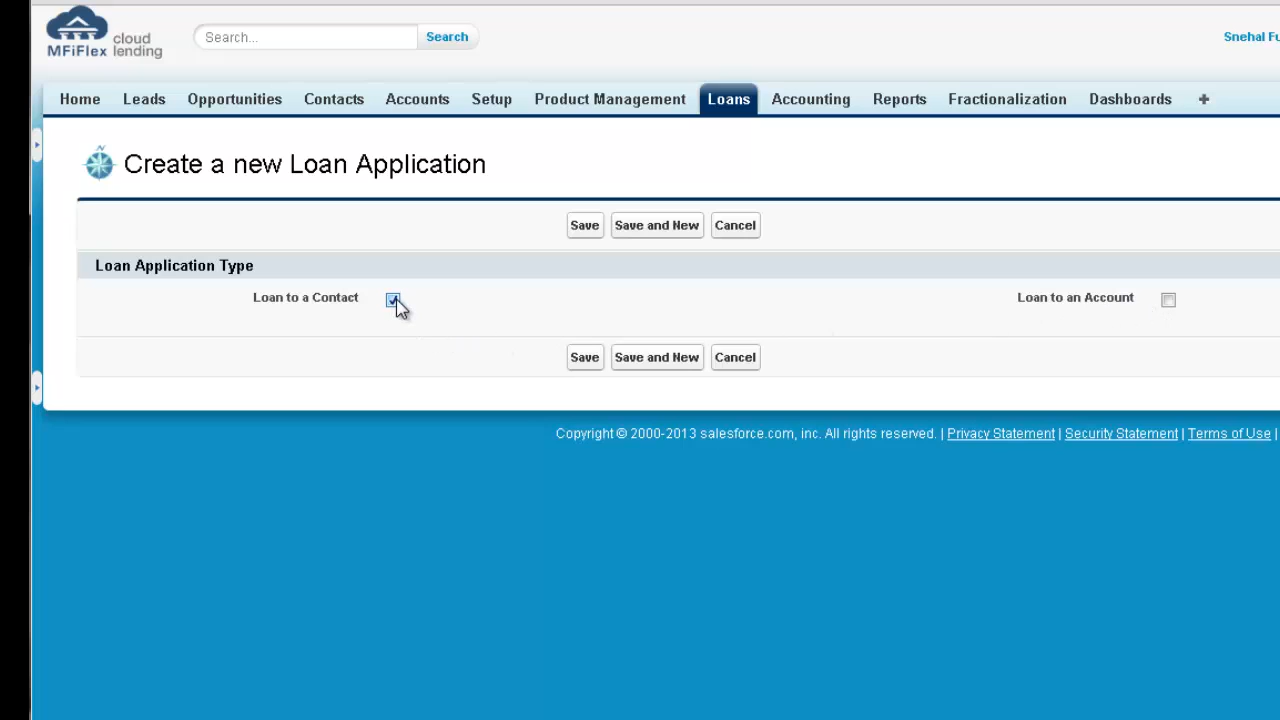 MFiFlex cloud lending
Search... Search
Snehal Fu
Home Leads Opportunities Contacts Accounts Setup Product Management Loans Accounting Reports Fractionalization Dashboards +
N
Create a new Loan Application
Save Save and New Cancel
Loan Application Type
Loan to a Contact Loan to an Account
Save Save and New Cancel
Copyright © 2000-2013 salesforce.com, inc. All rights reserved. | Privacy Statement | Security Statement | Terms of Use |